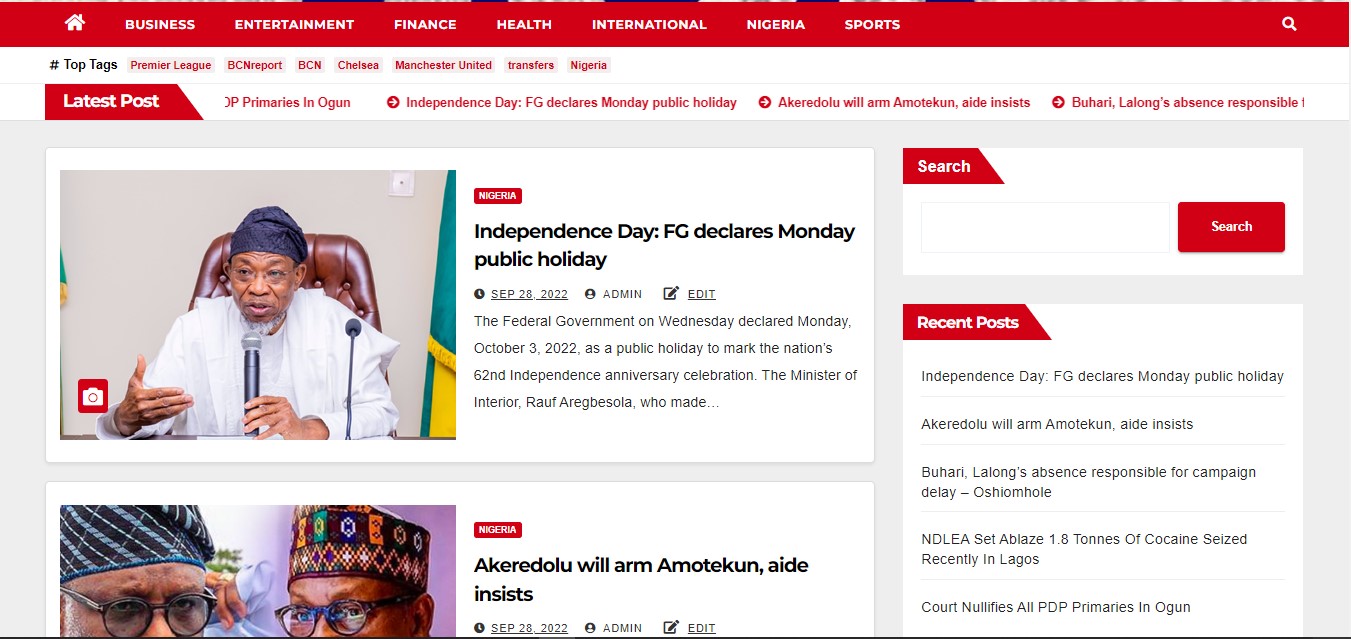 BUSINESS ENTERTAINMENT FINANCE HEALTH INTERNATIONAL NIGERIA SPORTS
# Top Tags Premier League BCNreport BCN Chelsea Manchester United transfers Nigeria
Latest Post Primaries In Ogun Independence Day: FG declares Monday public holiday Akeredolu will arm Amotekun, aide insists Buhari, Lalong’s absence responsible
NIGERIA
Independence Day: FG declares Monday
public holiday
SEP 28, 2022 ADMIN EDIT
The Federal Government on Wednesday declared Monday,
October 3, 2022, as a public holiday to mark the nation’s
62nd Independence anniversary celebration. The Minister of
Interior, Rauf Aregbesola, who made…
NIGERIA
Akeredolu will arm Amotekun, aide
insists
SEP 28, 2022 ADMIN EDIT
Search
Search
Recent Posts
Independence Day: FG declares Monday public holiday
Akeredolu will arm Amotekun, aide insists
Buhari, Lalong’s absence responsible for campaign
delay – Oshiomhole
NDLEA Set Ablaze 1.8 Tonnes Of Cocaine Seized
Recently In Lagos
Court Nullifies All PDP Primaries In Ogun